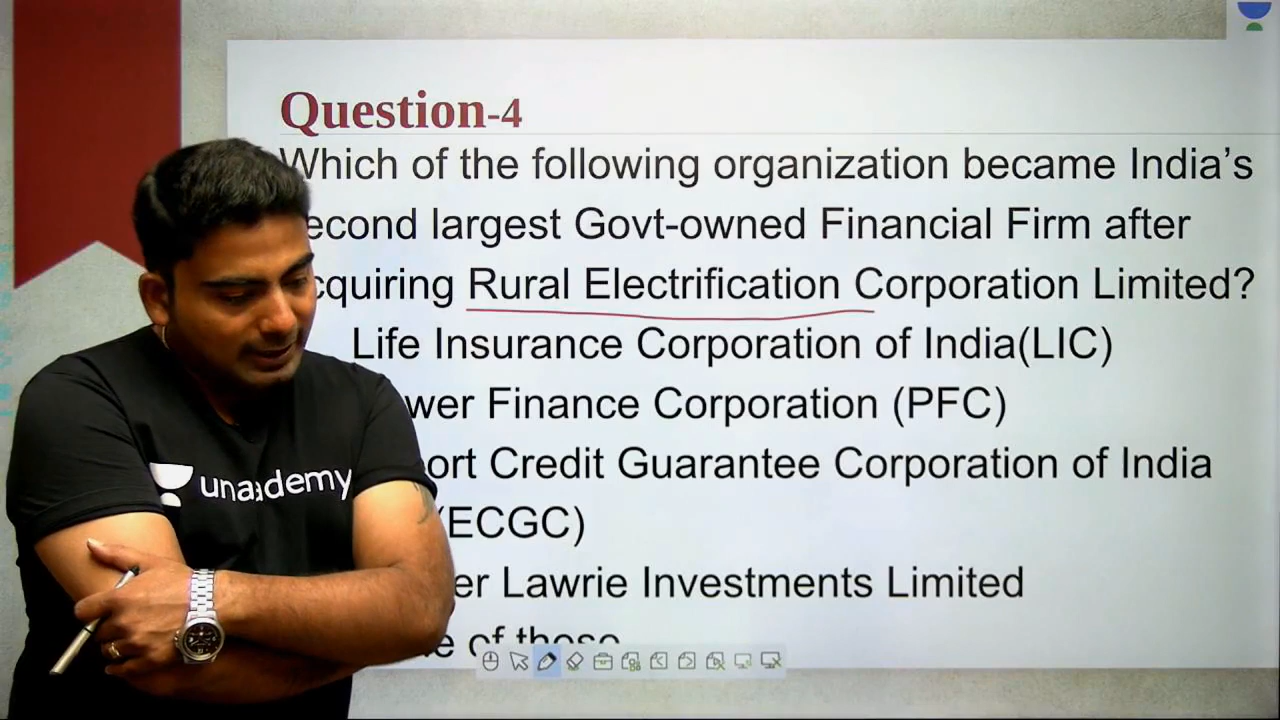 Question-4
Which of the following organization became India's
econd largest Govt-owned Financial Firm after
cquiring Rural Electrification Corporation Limited?
Life Insurance Corporation of India(LIC)
wer Finance Corporation (PFC)
ort Credit Guarantee Corporation of India
(ECGC)
er Lawrie Investments Limited
e of those
unacademy